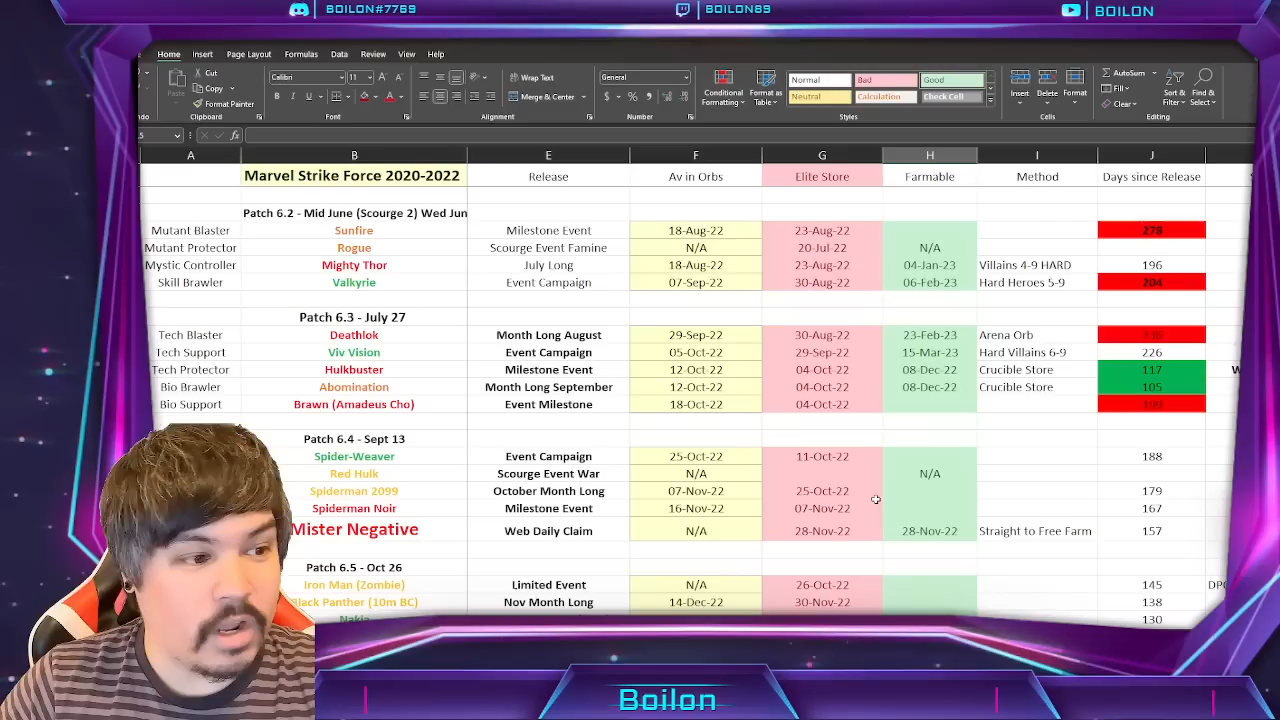 BOILON#7769 BOILON89 BOILON
Home Insert Page Layout Formulas Data Review View Help
Cut Calibri 11 Wrap Text General Normal Bad Good AutoSum
Paste Copy Conditional Formatting Format as Table Insert Delete Format Fill Sort & Filter Find & Select
Format Painter B I U Merge & Center $ % Neutral Calculation Check Cell Clear
Clipboard Font Alignment Number Styles Cells Editing
fx
A B E F G H I J
Marvel Strike Force 2020-2022 Release Av in Orbs Elite Store Farmable Method Days since Release
Patch 6.2 - Mid June (Scourge 2) Wed Jun
Mutant Blaster Sunfire Milestone Event 18-Aug-22 23-Aug-22 278
Mutant Protector Rogue Scourge Event Famine N/A 20-Jul-22 N/A
Mystic Controller Mighty Thor July Long 18-Aug-22 23-Aug-22 04-Jan-23 Villains 4-9 HARD 196
Skill Brawler Valkyrie Event Campaign 07-Sep-22 30-Aug-22 06-Feb-23 Hard Heroes 5-9 204
Patch 6.3 - July 27
Tech Blaster Deathlok Month Long August 29-Sep-22 30-Aug-22 23-Feb-23 Arena Orb
Tech Support Viv Vision Event Campaign 05-Oct-22 29-Sep-22 15-Mar-23 Hard Villains 6-9 226
Tech Protector Hulkbuster Milestone Event 12-Oct-22 04-Oct-22 08-Dec-22 Crucible Store 117
Bio Brawler Abomination Month Long September 12-Oct-22 04-Oct-22 08-Dec-22 Crucible Store 105
Bio Support Brawn (Amadeus Cho) Event Milestone 18-Oct-22 04-Oct-22
Patch 6.4 - Sept 13
Spider-Weaver Event Campaign 25-Oct-22 11-Oct-22 188
Red Hulk Scourge Event War N/A N/A
Spiderman 2099 October Month Long 07-Nov-22 25-Oct-22 179
Spiderman Noir Milestone Event 16-Nov-22 07-Nov-22 167
Mister Negative Web Daily Claim N/A 28-Nov-22 28-Nov-22 Straight to Free Farm 157
Patch 6.5 - Oct 26
Iron Man (Zombie) Limited Event N/A 26-Oct-22 145
Black Panther (10m BC) Nov Month Long 14-Dec-22 30-Nov-22 138
Nakia 130
Boilon